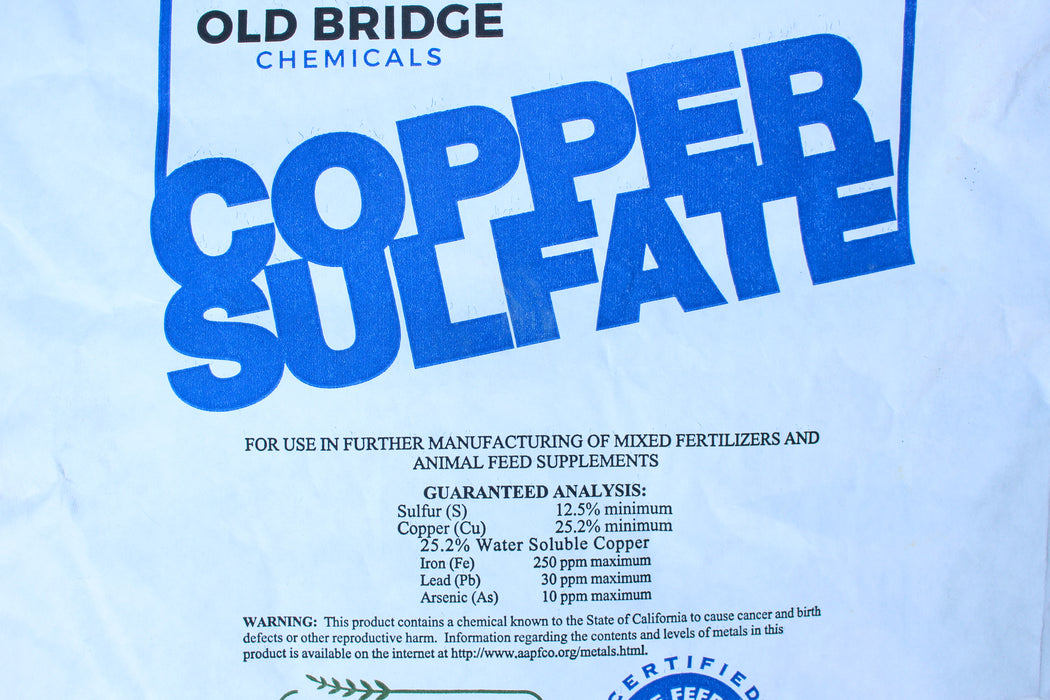 OLD BRIDGE
CHEMICALS
COPPER
SULFATE
FOR USE IN FURTHER MANUFACTURING OF MIXED FERTILIZERS AND
ANIMAL FEED SUPPLEMENTS
GUARANTEED ANALYSIS:
Sulfur (S) 12.5% minimum
Copper (Cu) 25.2% minimum
25.2% Water Soluble Copper
Iron (Fe) 250 ppm maximum
Lead (Pb) 30 ppm maximum
Arsenic (As) 10 ppm maximum
WARNING: This product contains a chemical known to the State of California to cause cancer and birth
defects or other reproductive harm. Information regarding the contents and levels of metals in this
product is available on the internet at http://www.aapfco.org/metals.html.
CERTIFIED